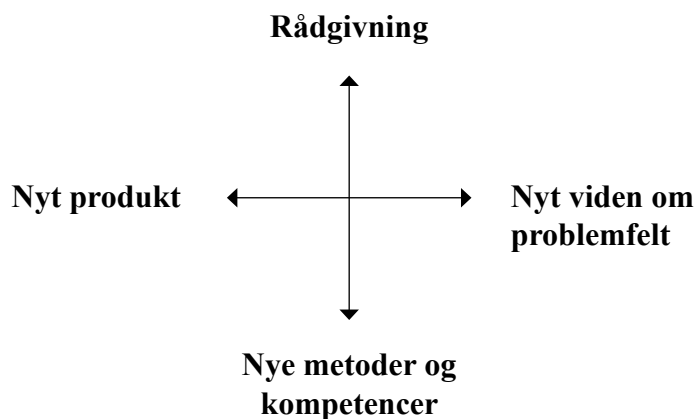 Rådgivning
Nyt produkt
Nyt viden om
problemfelt
Nye metoder og
kompetencer